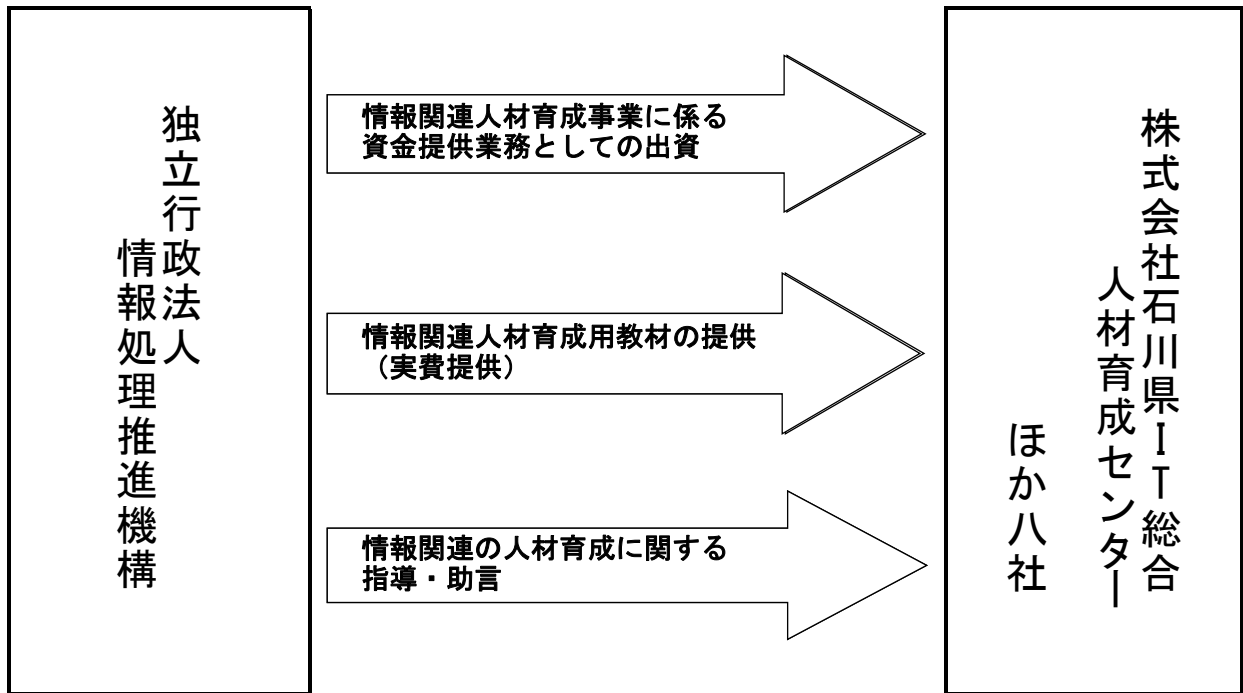 独立行政法人
情報処理推進機構
情報関連人材育成事業に係る
資金提供業務としての出資
情報関連人材育成用教材の提供
（実費提供）
情報関連の人材育成に関する
指導・助言
株式会社石川県ＩＴ総合
人材育成センター
ほか八社